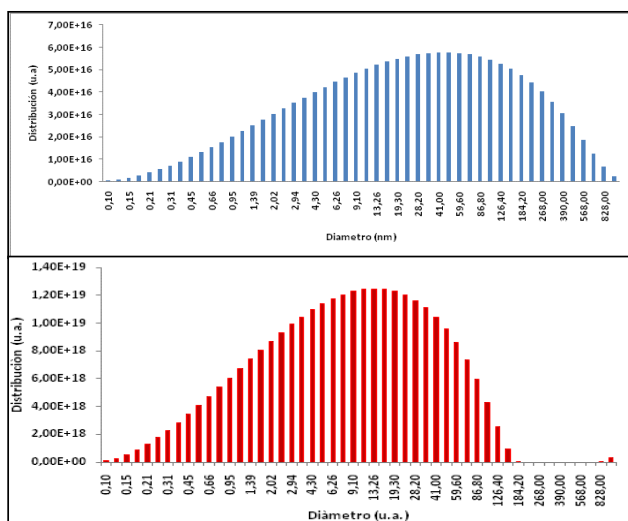 7,00E+16
6,00E+16
5,00E+16
4,00E+16
3,00E+16
2,00E+16
1,00E+16
0,00E+00
Distribución (u.a)
0,10 0,15 0,21 0,31 0,45 0,66 0,95 1,39 2,02 2,94 4,30 6,26 9,10 13,26 19,30 28,20 41,00 59,60 86,80 126,40 184,20 268,00 390,00 568,00 828,00
Diametro (nm)
1,40E+19
1,20E+19
1,00E+19
8,00E+18
6,00E+18
4,00E+18
2,00E+18
0,00E+00
Distribución (u.a.)
0,10 0,15 0,21 0,31 0,45 0,66 0,95 1,39 2,02 2,94 4,30 6,26 9,10 13,26 19,30 28,20 41,00 59,60 86,80 126,40 184,20 268,00 390,00 568,00 828,00
Diàmetro (u.a.)